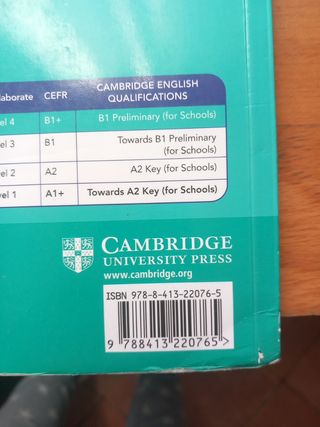 laborate CEFR CAMBRIDGE ENGLISH QUALIFICATIONS
el 4 B1+ B1 Preliminary (for Schools)
el 3 B1 Towards B1 Preliminary (for Schools)
el 2 A2 A2 Key (for Schools)
el 1 A1+ Towards A2 Key (for Schools)
CAMBRIDGE
UNIVERSITY PRESS
www.cambridge.org
ISBN 978-8-413-22076-5
9 788413 220765 >